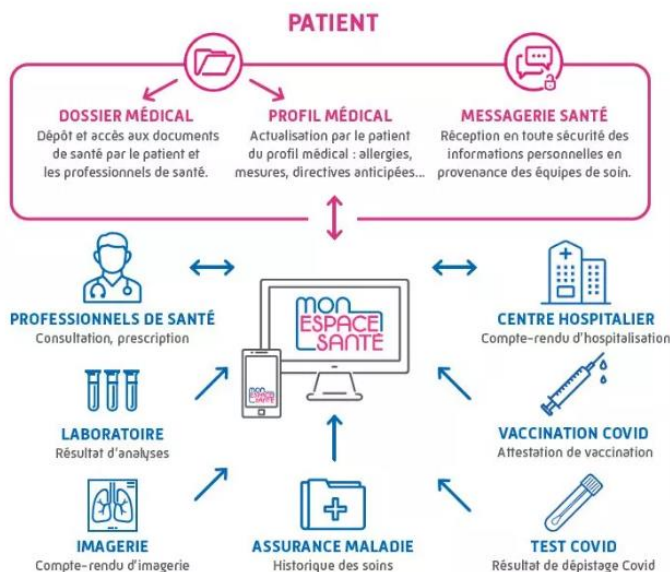 PATIENT
DOSSIER MÉDICAL
Dépôt et accès aux documents
de santé par le patient et
les professionnels de santé.
PROFIL MÉDICAL
Actualisation par le patient
du profil médical : allergies,
mesures, directives anticipées...
MESSAGERIE SANTÉ
Réception en toute sécurité des
informations personnelles en
provenance des équipes de soin.
PROFESSIONNELS DE SANTÉ
Consultation, prescription
mon
ESPACE
SANTÉ
mon
ESPACE
SANTÉ
CENTRE HOSPITALIER
Compte-rendu d'hospitalisation
LABORATOIRE
Résultat d'analyses
VACCINATION COVID
Attestation de vaccination
IMAGERIE
Compte-rendu d'imagerie
ASSURANCE MALADIE
Historique des soins
TEST COVID
Résultat de dépistage Covid